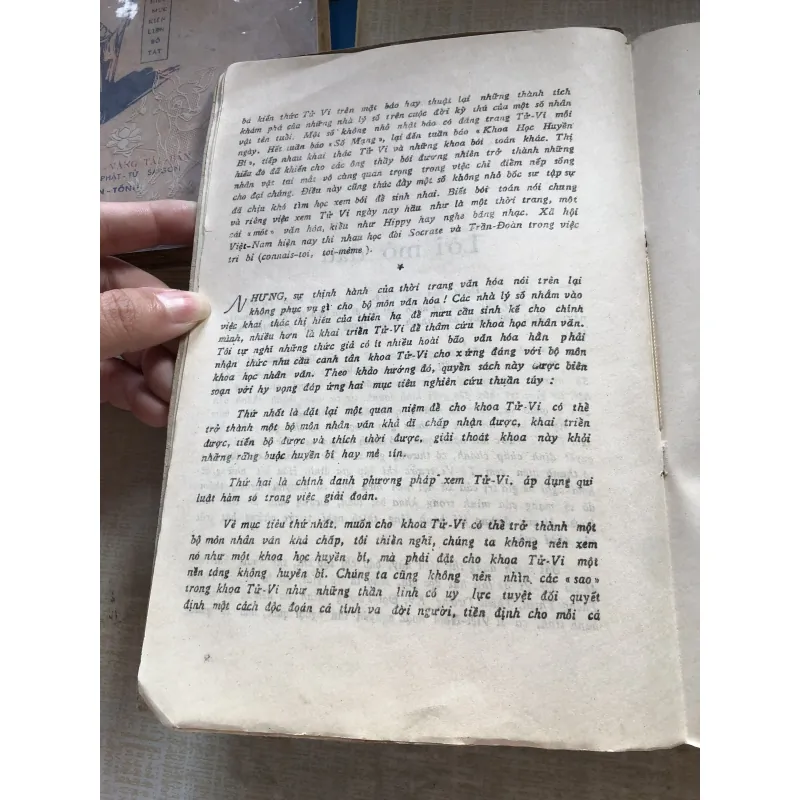 MỤC
KIỀN
LIÊN
BỒ
TÁT
VÀNG TÁI BẢN
PHẬT-TỬ SAIGON
N-TÔNG
bá kiến thức Tử Vi trên mặt báo hay thuật lại những thành tích
khám phá của những nhà lý số trên cuộc đời kỳ thú của một số nhân
vật tên tuổi. Một số không nhỏ nhật báo có đăng trang Tử-Vi mỗi
ngày. Hết tuần báo «Số Mạng», lại đến tuần báo «Khoa Học Huyền
Bí», tiếp nhau khai thác Tử Vi và những khoa bói toán khác. Thị
hiếu đó đã khiến cho các ông thầy bói đương nhiên trở thành những
nhân vật tai mắt vô cùng quan trọng trong việc chỉ điểm nếp sống
cho đại chúng. Điều này cũng thúc đẩy một số không nhỏ bốc sư tập sự
đã chịu khó tìm học xem bói để sinh nhai. Biết bói toán nói chung
và riêng việc xem Tử Vi ngày nay hầu như là một thời trang, một
cái «mốt» văn hóa, kiểu như Hippy hay nghe băng nhạc. Xã hội
Việt-Nam hiện nay thi nhau học đòi Socrate và Trần-Đoàn trong việc
tri bỉ (connais-toi, toi-même).
*
NHƯNG, sự thịnh hành của thời trang văn hóa nói trên lại
không phục vụ gì cho bộ môn văn hóa ! Các nhà lý số nhắm vào
việc khai thác thị hiếu của thiên hạ để mưu cầu sinh kế cho chính
mình, nhiều hơn là khai triển Tử-Vi để thâm cứu khoa học nhân văn.
Tôi tự nghĩ những thức giả có ít nhiều hoài bão văn hóa hẳn phải
nhận thức nhu cầu canh tân khoa Tử-Vi cho xứng đáng với bộ môn
khoa học nhân văn. Theo khảo hướng đó, quyển sách này được biên
soạn với hy vọng đáp ứng hai mục tiêu nghiên cứu thuần túy :
Thứ nhất là đặt lại một quan niệm để cho khoa Tử-Vi có thể
trở thành một bộ môn nhân văn khả dĩ chấp nhận được, khai triển
được, tiến bộ được và thích thời được, giải thoát khoa này khỏi
những ràng buộc huyền bí hay mê tín.
Thứ hai là chính danh phương pháp xem Tử-Vi. áp dụng qui
luật hàm số trong việc giải đoán.
Về mục tiêu thứ nhất, muốn cho khoa Tử-Vi có thể trở thành một
bộ môn nhân văn khả chấp, tôi thiển nghĩ, chúng ta không nên xem
nó như một khoa học huyền bí, mà phải đặt cho khoa Tử-Vi một
nền tảng không huyền bí. Chúng ta cũng không nên nhìn các «sao»
trong khoa Tử-Vi như những thần linh có uy lực tuyệt đối quyết
định một cách độc đoán cá tính và đời người, tiền định cho mỗi cá